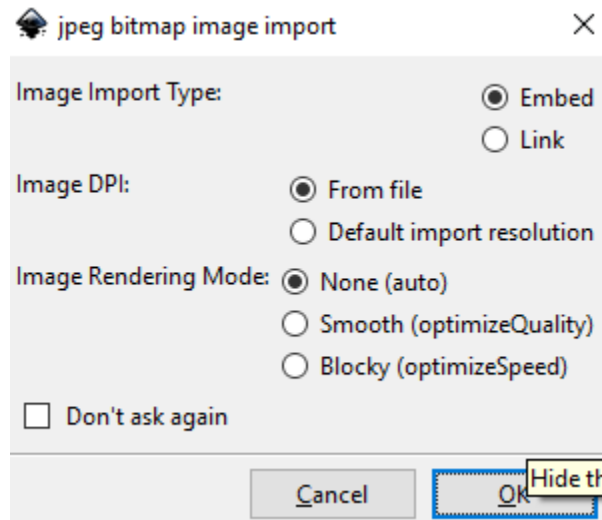 jpeg bitmap image import
Image Import Type:
Embed
Link
Image DPI:
From file
Default import resolution
Image Rendering Mode:
None (auto)
Smooth (optimizeQuality)
Blocky (optimizeSpeed)
Don't ask again
Cancel
OK
Hide th